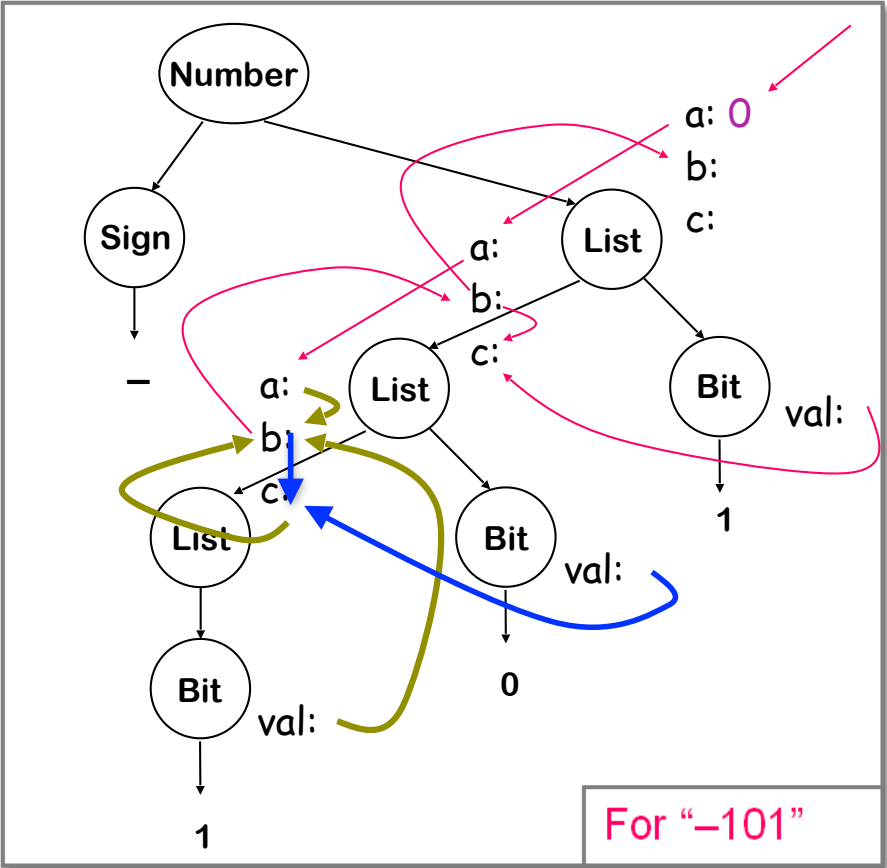 Number
a: 0
b:
c:
Sign
List
a:
b:
c:
–
a:
List
Bit
val:
b:
c:
List
Bit
val:
1
Bit
val:
0
1
For “–101”